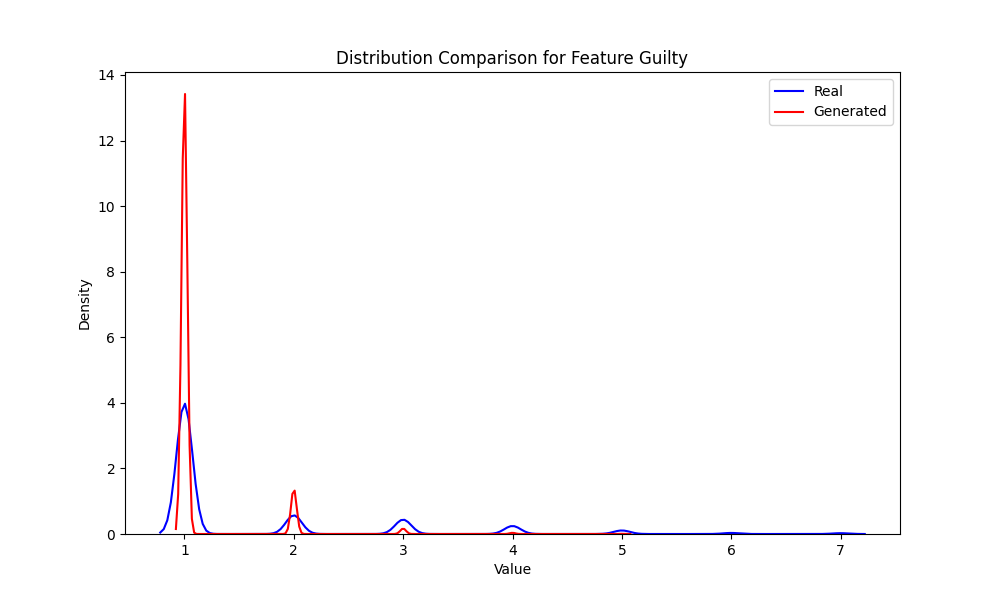 Distribution Comparison for Feature Guilty
14
12
10
8
6
4
2
0
Density
1 2 3 4 5 6 7
Value
Real
Generated